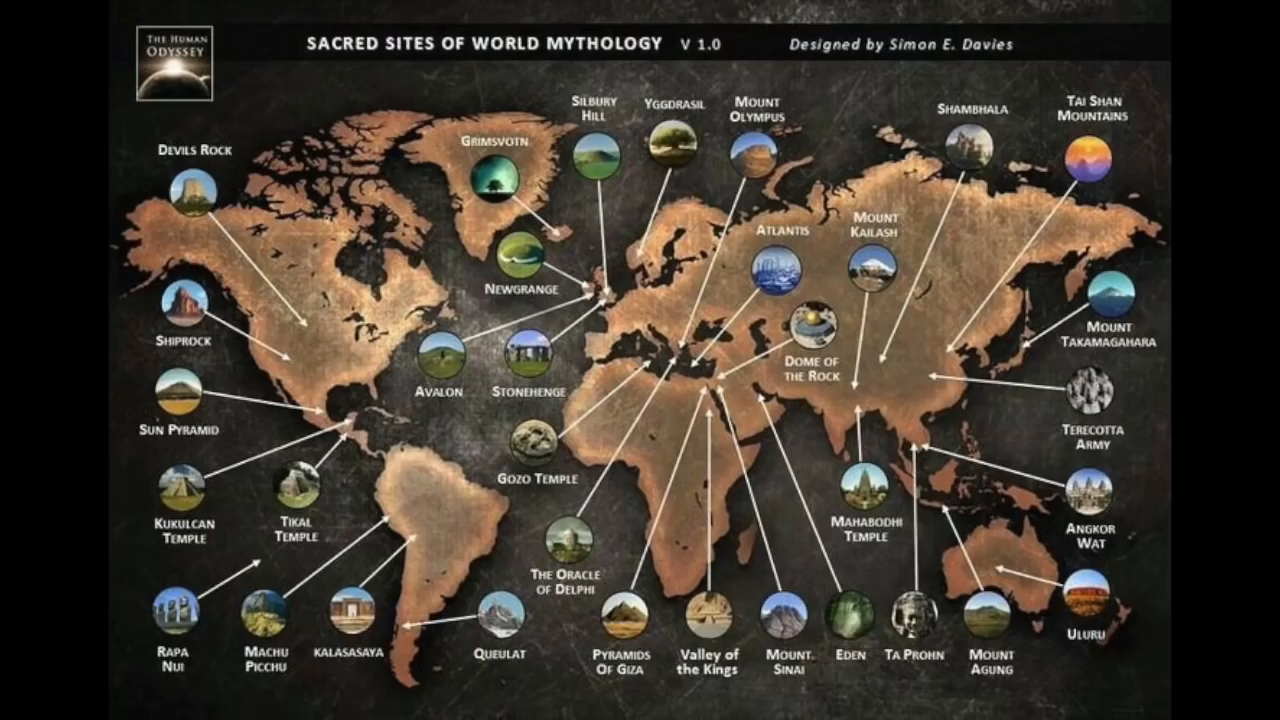 THE HUMAN
ODYSSEY
SACRED SITES OF WORLD MYTHOLOGY V 1.0 Designed by Simon E. Davies
DEVILS ROCK
GRIMSVOTN
SILBURY
HILL
YGGDRASIL
MOUNT
OLYMPUS
SHAMBHALA
TAI SHAN
MOUNTAINS
ATLANTIS
MOUNT
KAILASH
NEWGRANGE
SHIPROCK
AVALON
STONEHENGE
DOME OF
THE ROCK
MOUNT
TAKAMAGAHARA
SUN PYRAMID
TERECOTTA
ARMY
GOZO TEMPLE
KUKULCAN
TEMPLE
TIKAL
TEMPLE
MAHABODHI
TEMPLE
ANGKOR
WAT
THE ORACLE
OF DELPHI
RAPA
NUI
MACHU
PICCHU
KALASASAYA
QUEULAT
PYRAMIDS
OF GIZA
Valley of
the Kings
MOUNT
SINAI
EDEN
TA PROHN
MOUNT
AGUNG
ULURU